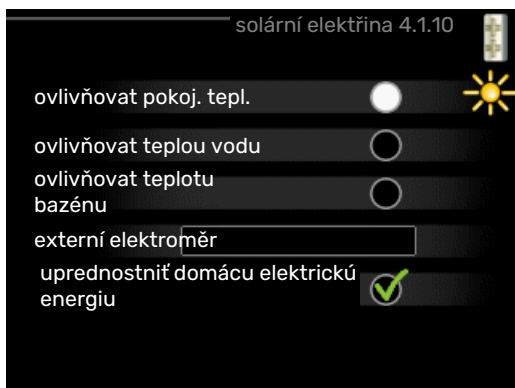 solární elektřina 4.1.10
ovlivňovat pokoj. tepl.
ovlivňovat teplou vodu
ovlivňovat teplotu
bazénu
externí elektroměr
uprednostniť domácu elektrickú
energiu